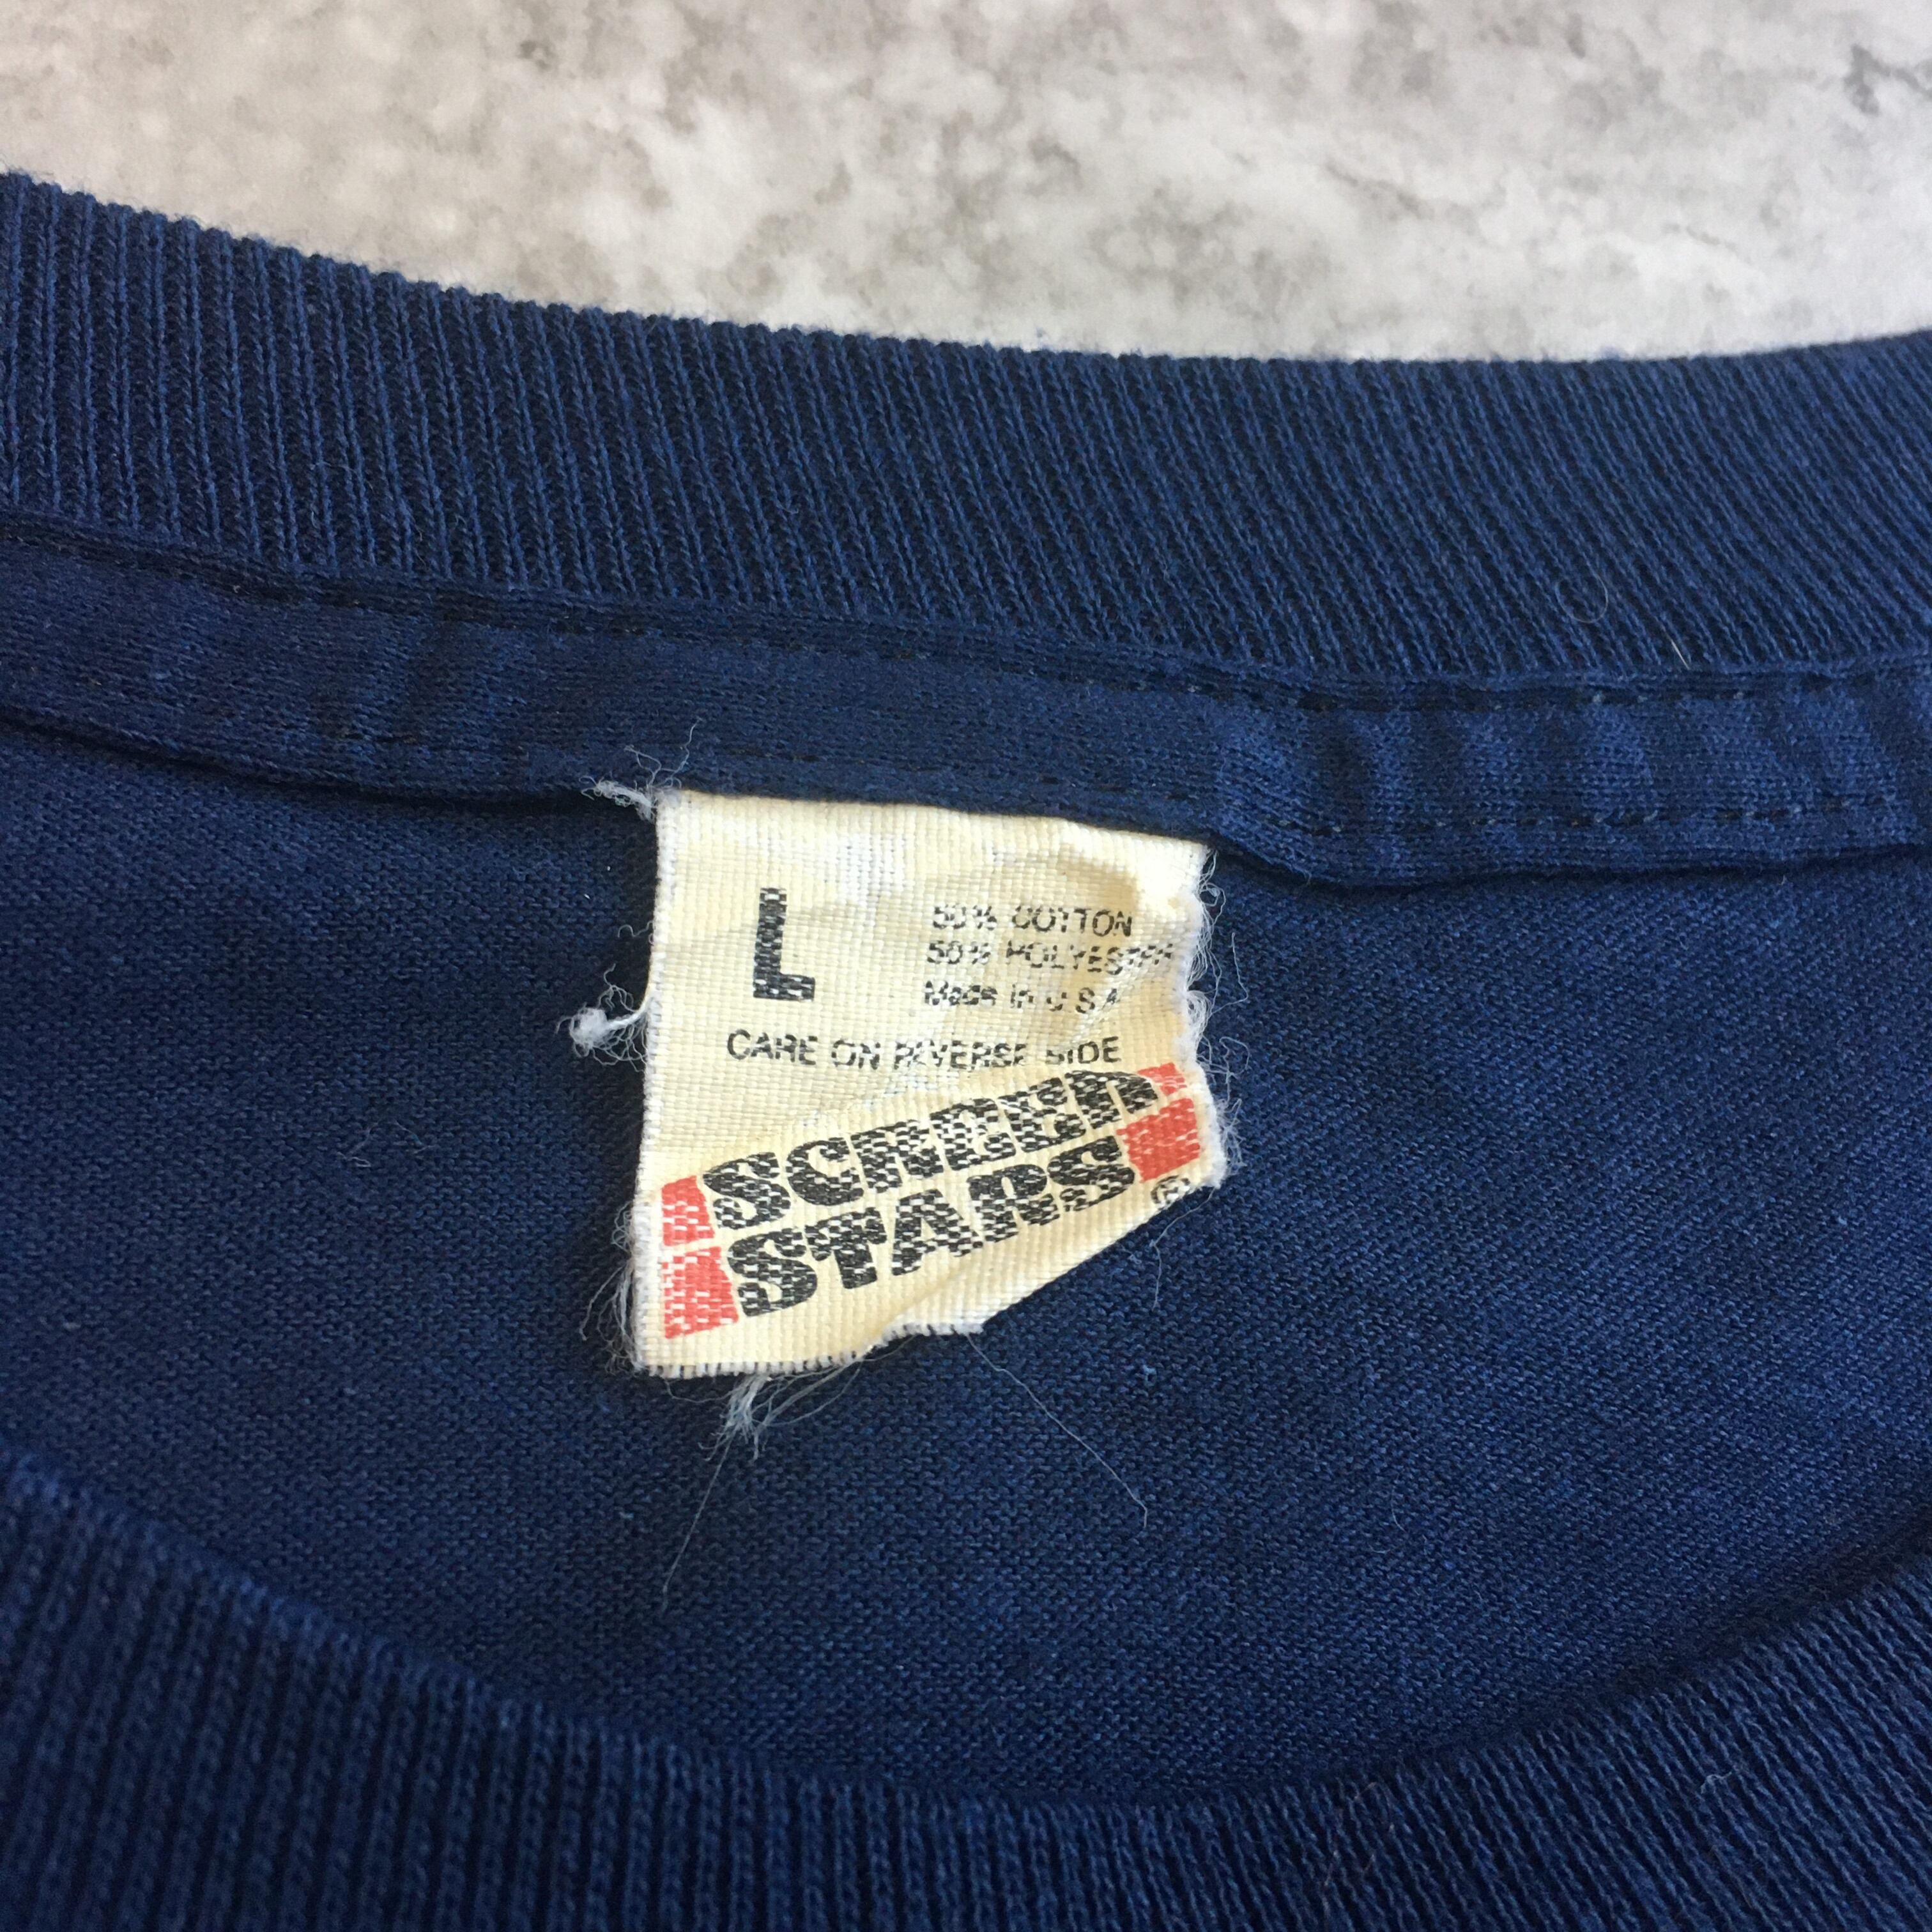 L
50% COTTON
50% POLYESTER
Made in U.S.A.
CARE ON REVERSE SIDE
SCREEN
STARS
®